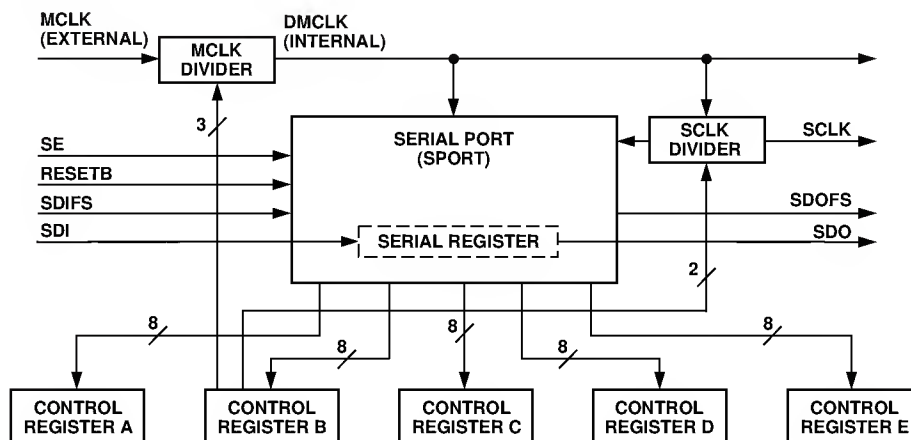 MCLK
(EXTERNAL)
MCLK
DIVIDER
DMCLK
(INTERNAL)
3
SE
RESETB
SDIFS
SDI
SERIAL PORT
(SPORT)
SERIAL REGISTER
SCLK
DIVIDER
SCLK
SDOFS
SDO
2
8
8
8
8
8
CONTROL
REGISTER A
CONTROL
REGISTER B
CONTROL
REGISTER C
CONTROL
REGISTER D
CONTROL
REGISTER E